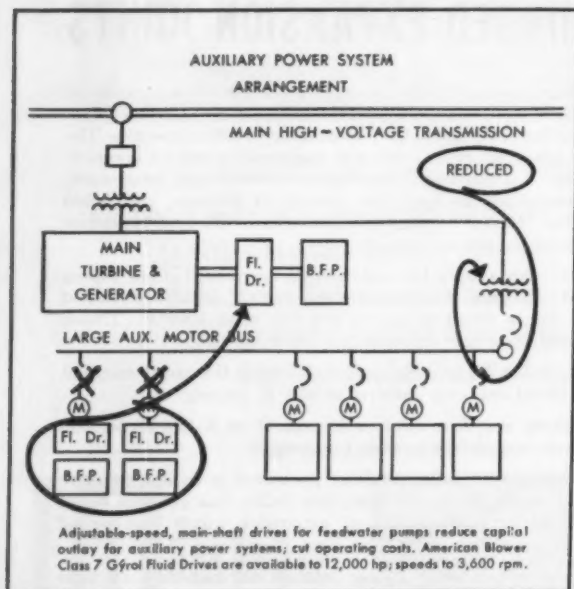 AUXILIARY POWER SYSTEM
ARRANGEMENT
MAIN HIGH-VOLTAGE TRANSMISSION
REDUCED
MAIN
TURBINE &
GENERATOR
Fl.
Dr.
B.F.P.
LARGE AUX. MOTOR BUS
M M M M M M
Fl. Dr. Fl. Dr.
B.F.P. B.F.P.
Adjustable-speed, main-shaft drives for feedwater pumps reduce capital
outlay for auxiliary power systems; cut operating costs. American Blower
Class 7 Gýrol Fluid Drives are available to 12,000 hp; speeds to 3,600 rpm.